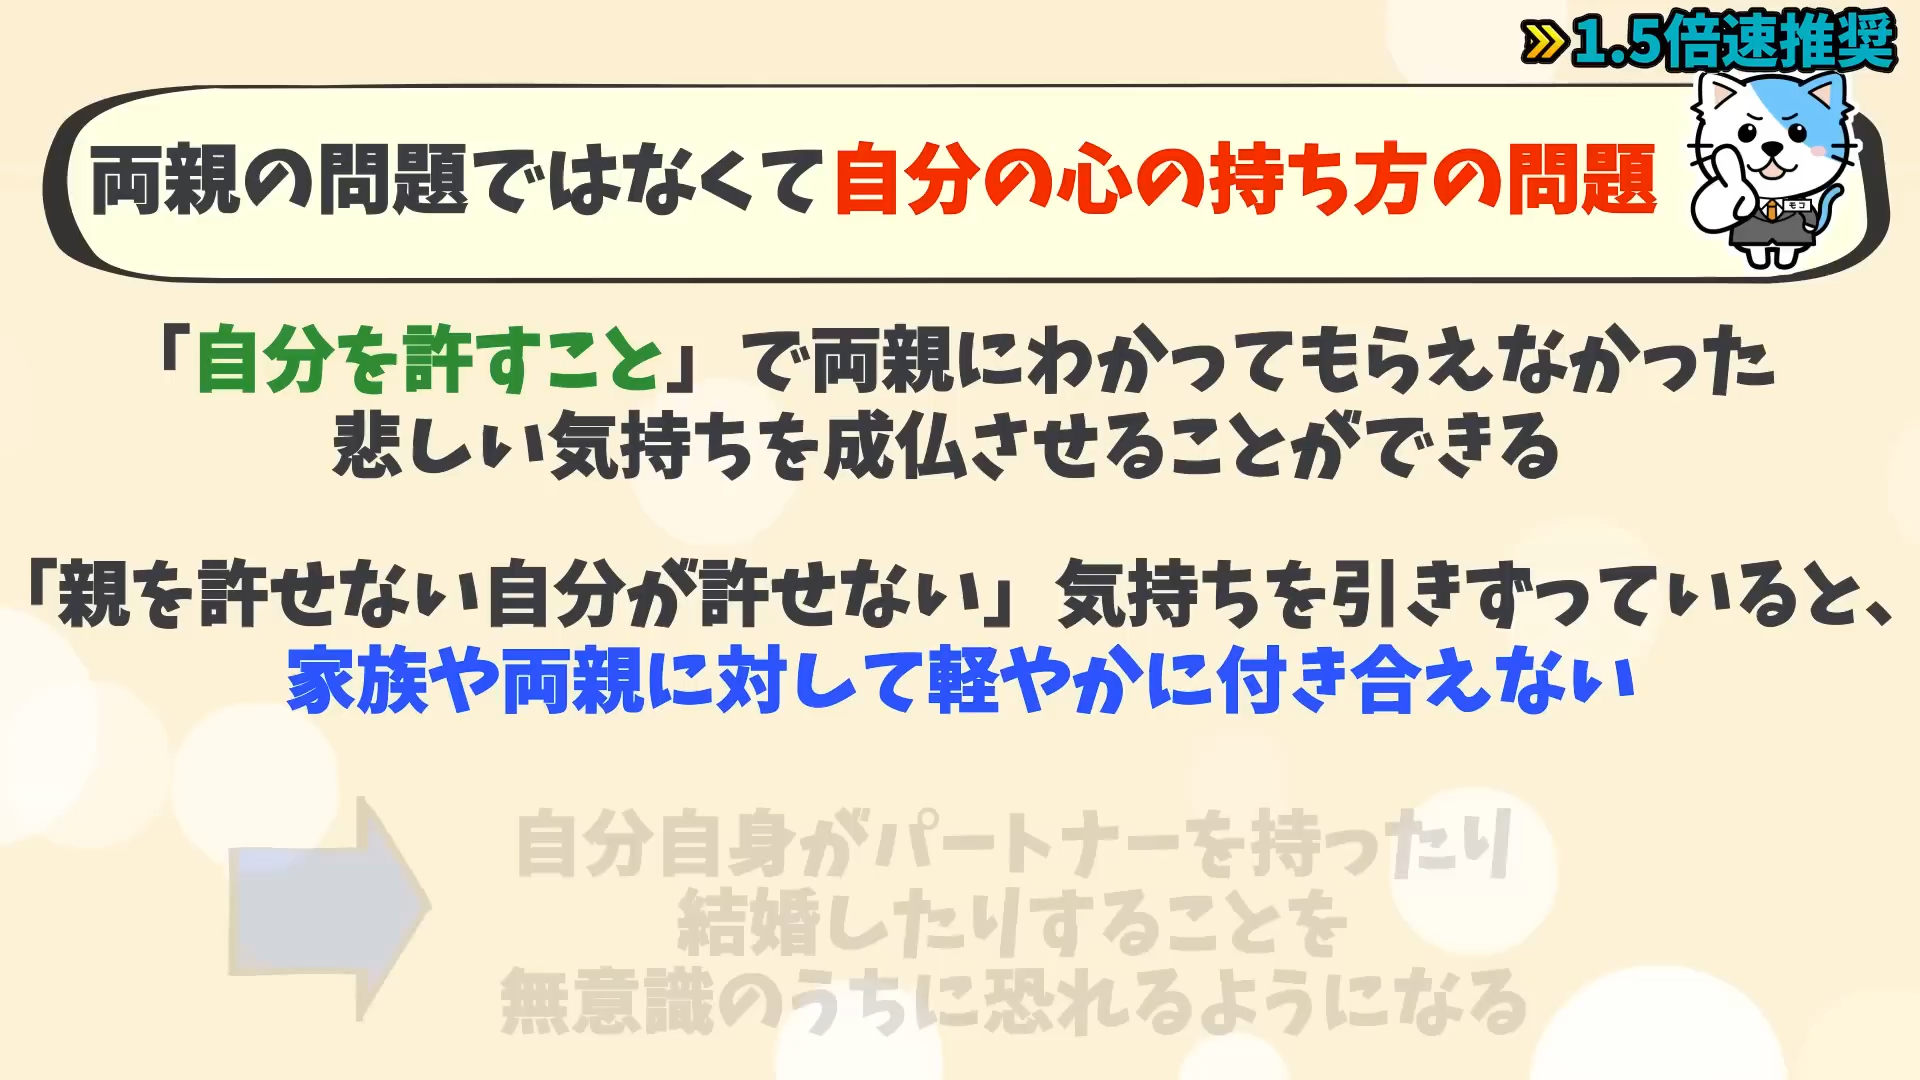 1.5倍速推奨
両親の問題ではなくて自分の心の持ち方の問題
モコ
「自分を許すこと」で両親にわかってもらえなかった
悲しい気持ちを成仏させることができる
「親を許せない自分が許せない」気持ちを引きずっていると、
家族や両親に対して軽やかに付き合えない
自分自身がパートナーを持ったり
結婚したりすることを
無意識のうちに恐れるようになる